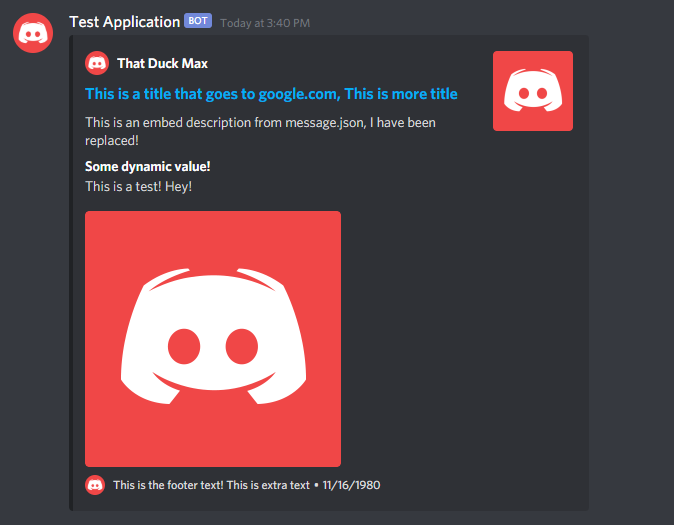 Test Application BOT Today at 3:40 PM
That Duck Max
This is a title that goes to google.com, This is more title
This is an embed description from message.json, I have been
replaced!
Some dynamic value!
This is a test! Hey!
This is the footer text! This is extra text • 11/16/1980